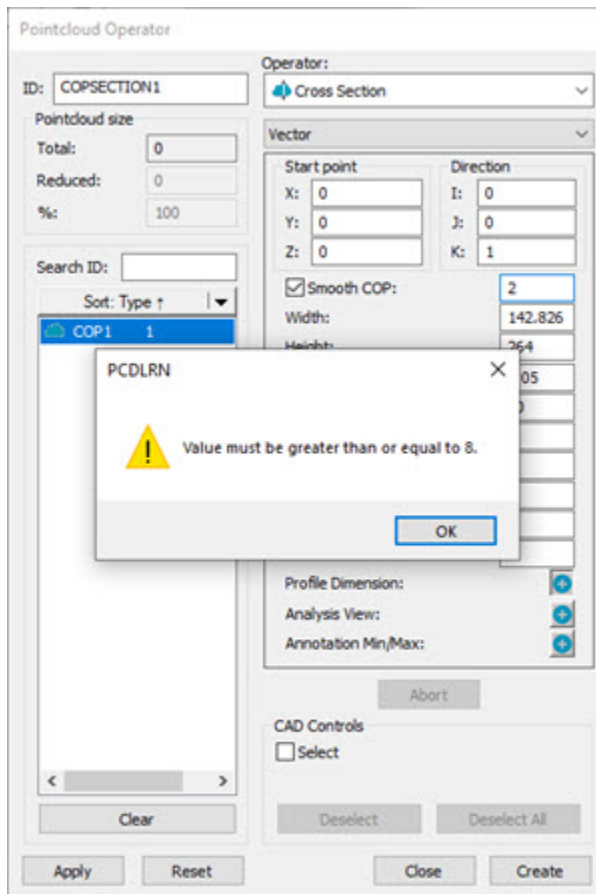 Pointcloud Operator
ID: COPSECTION1
Operator:
Cross Section
Pointcloud size
Total: 0
Reduced: 0
%: 100
Vector
Start point
X: 0
Y: 0
Z: 0
Direction
I: 0
J: 0
K: 1
Search ID:
Sort: Type ↑
COP1 1
Smooth COP: 2
Width: 142.826
Height: 264
05
PCDLRN
Value must be greater than or equal to 8.
OK
Profile Dimension:
Analysis View:
Annotation Min/Max:
Abort
CAD Controls
Select
Deselect Deselect All
Clear
Apply Reset Close Create